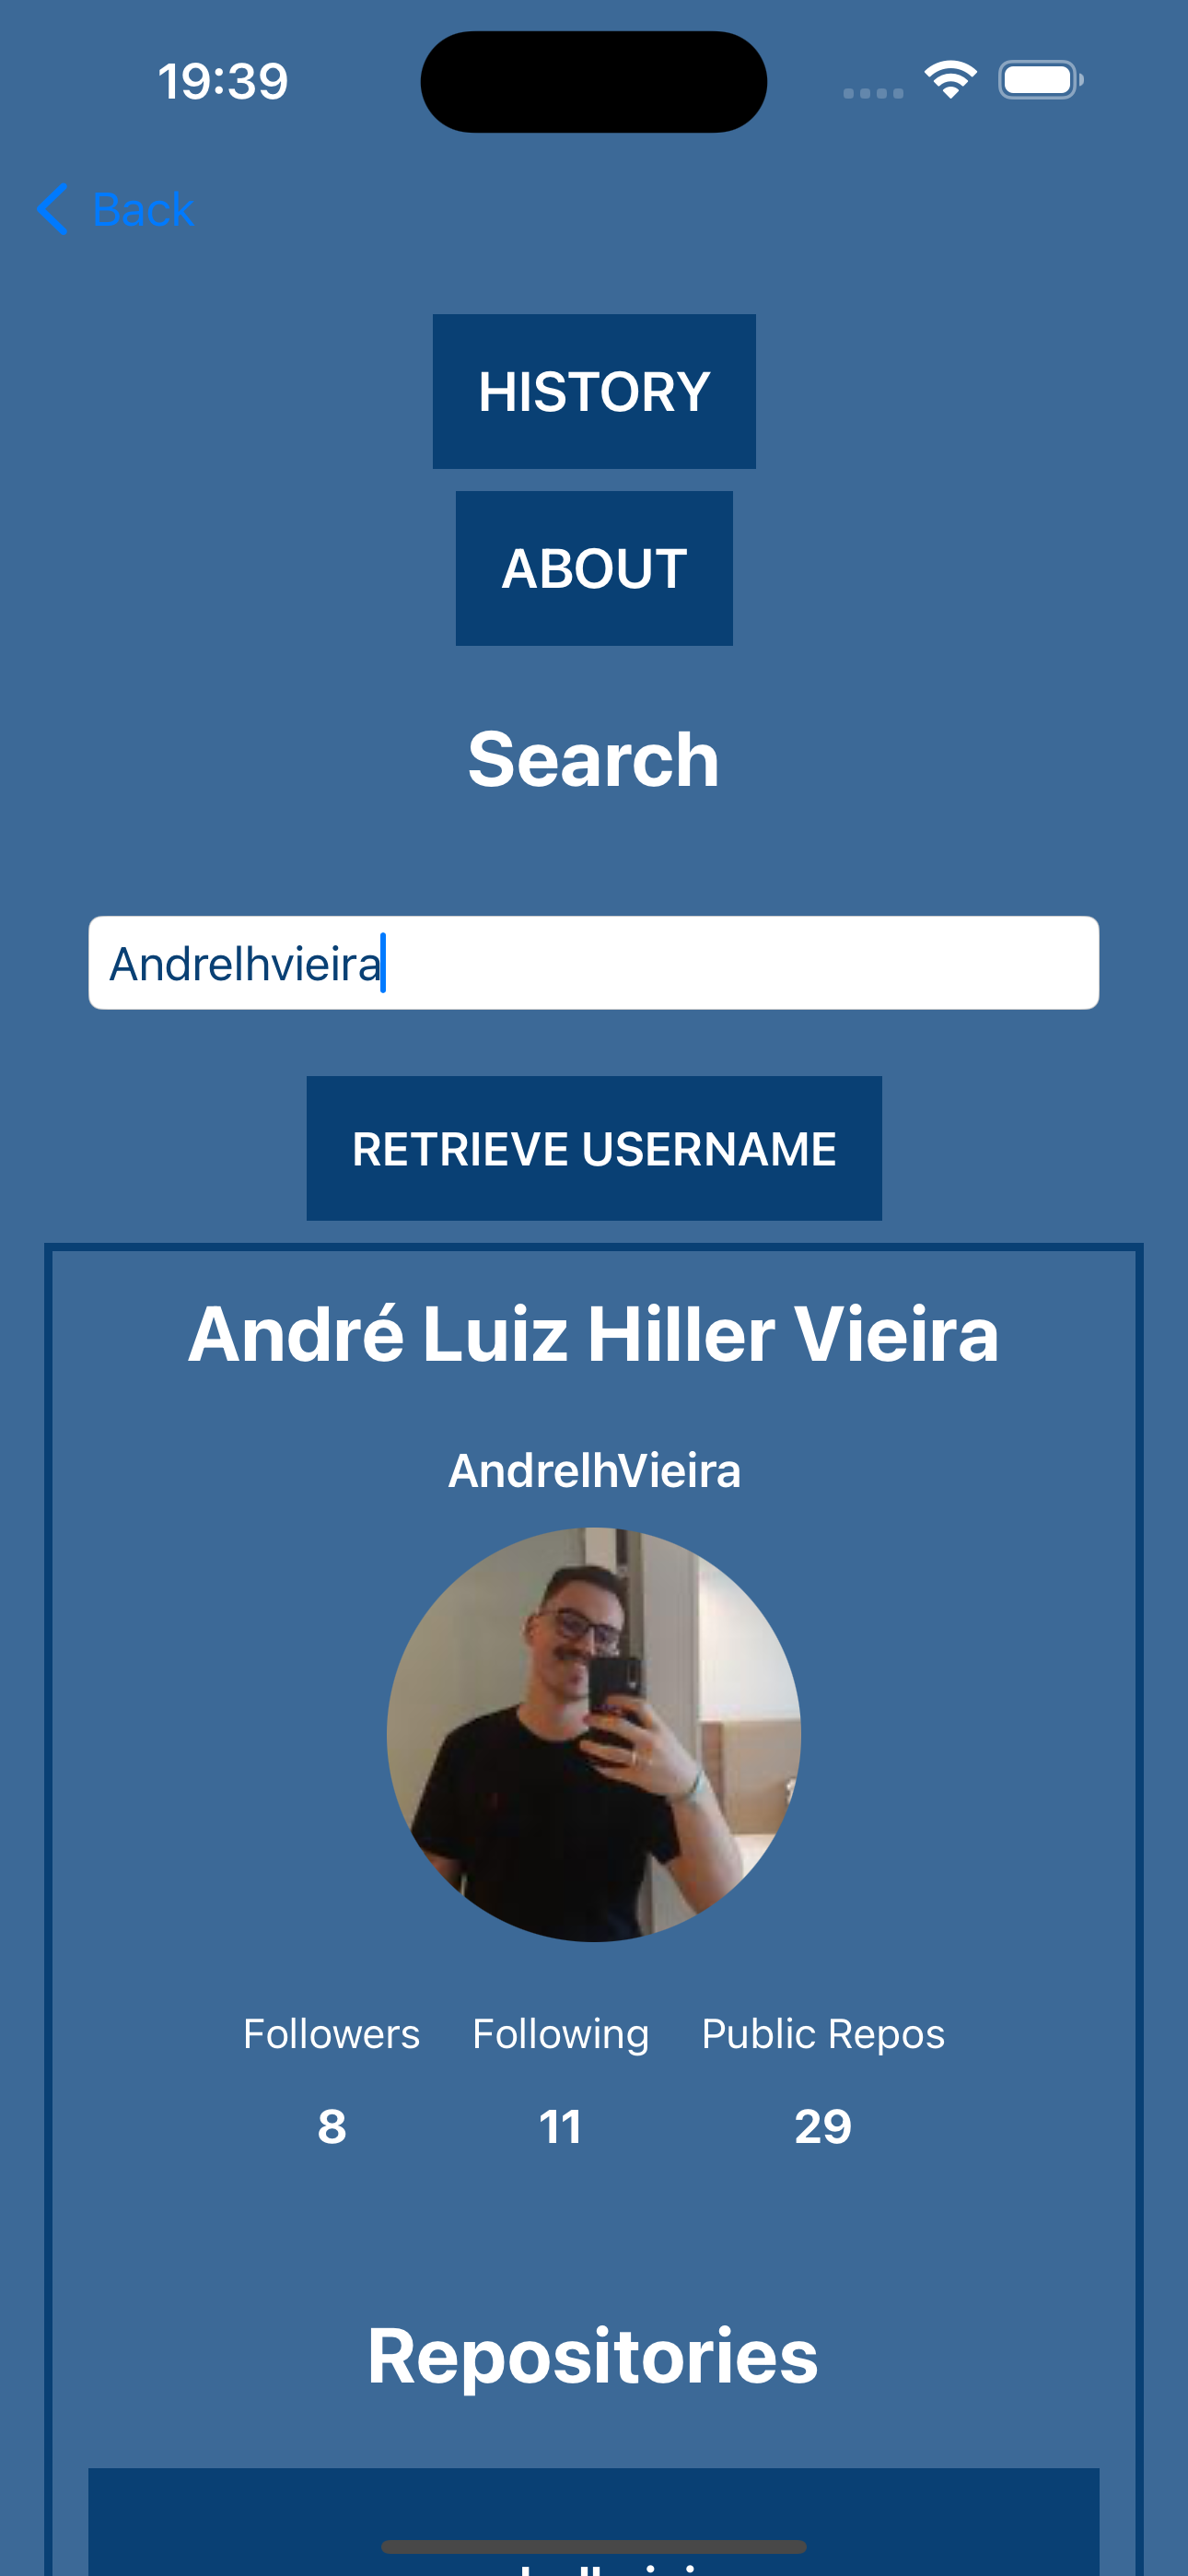 19:39
Back
HISTORY
ABOUT
Search
Andrelhvieira
RETRIEVE USERNAME
André Luiz Hiller Vieira
AndrelhVieira
Followers Following Public Repos
8 11 29
Repositories